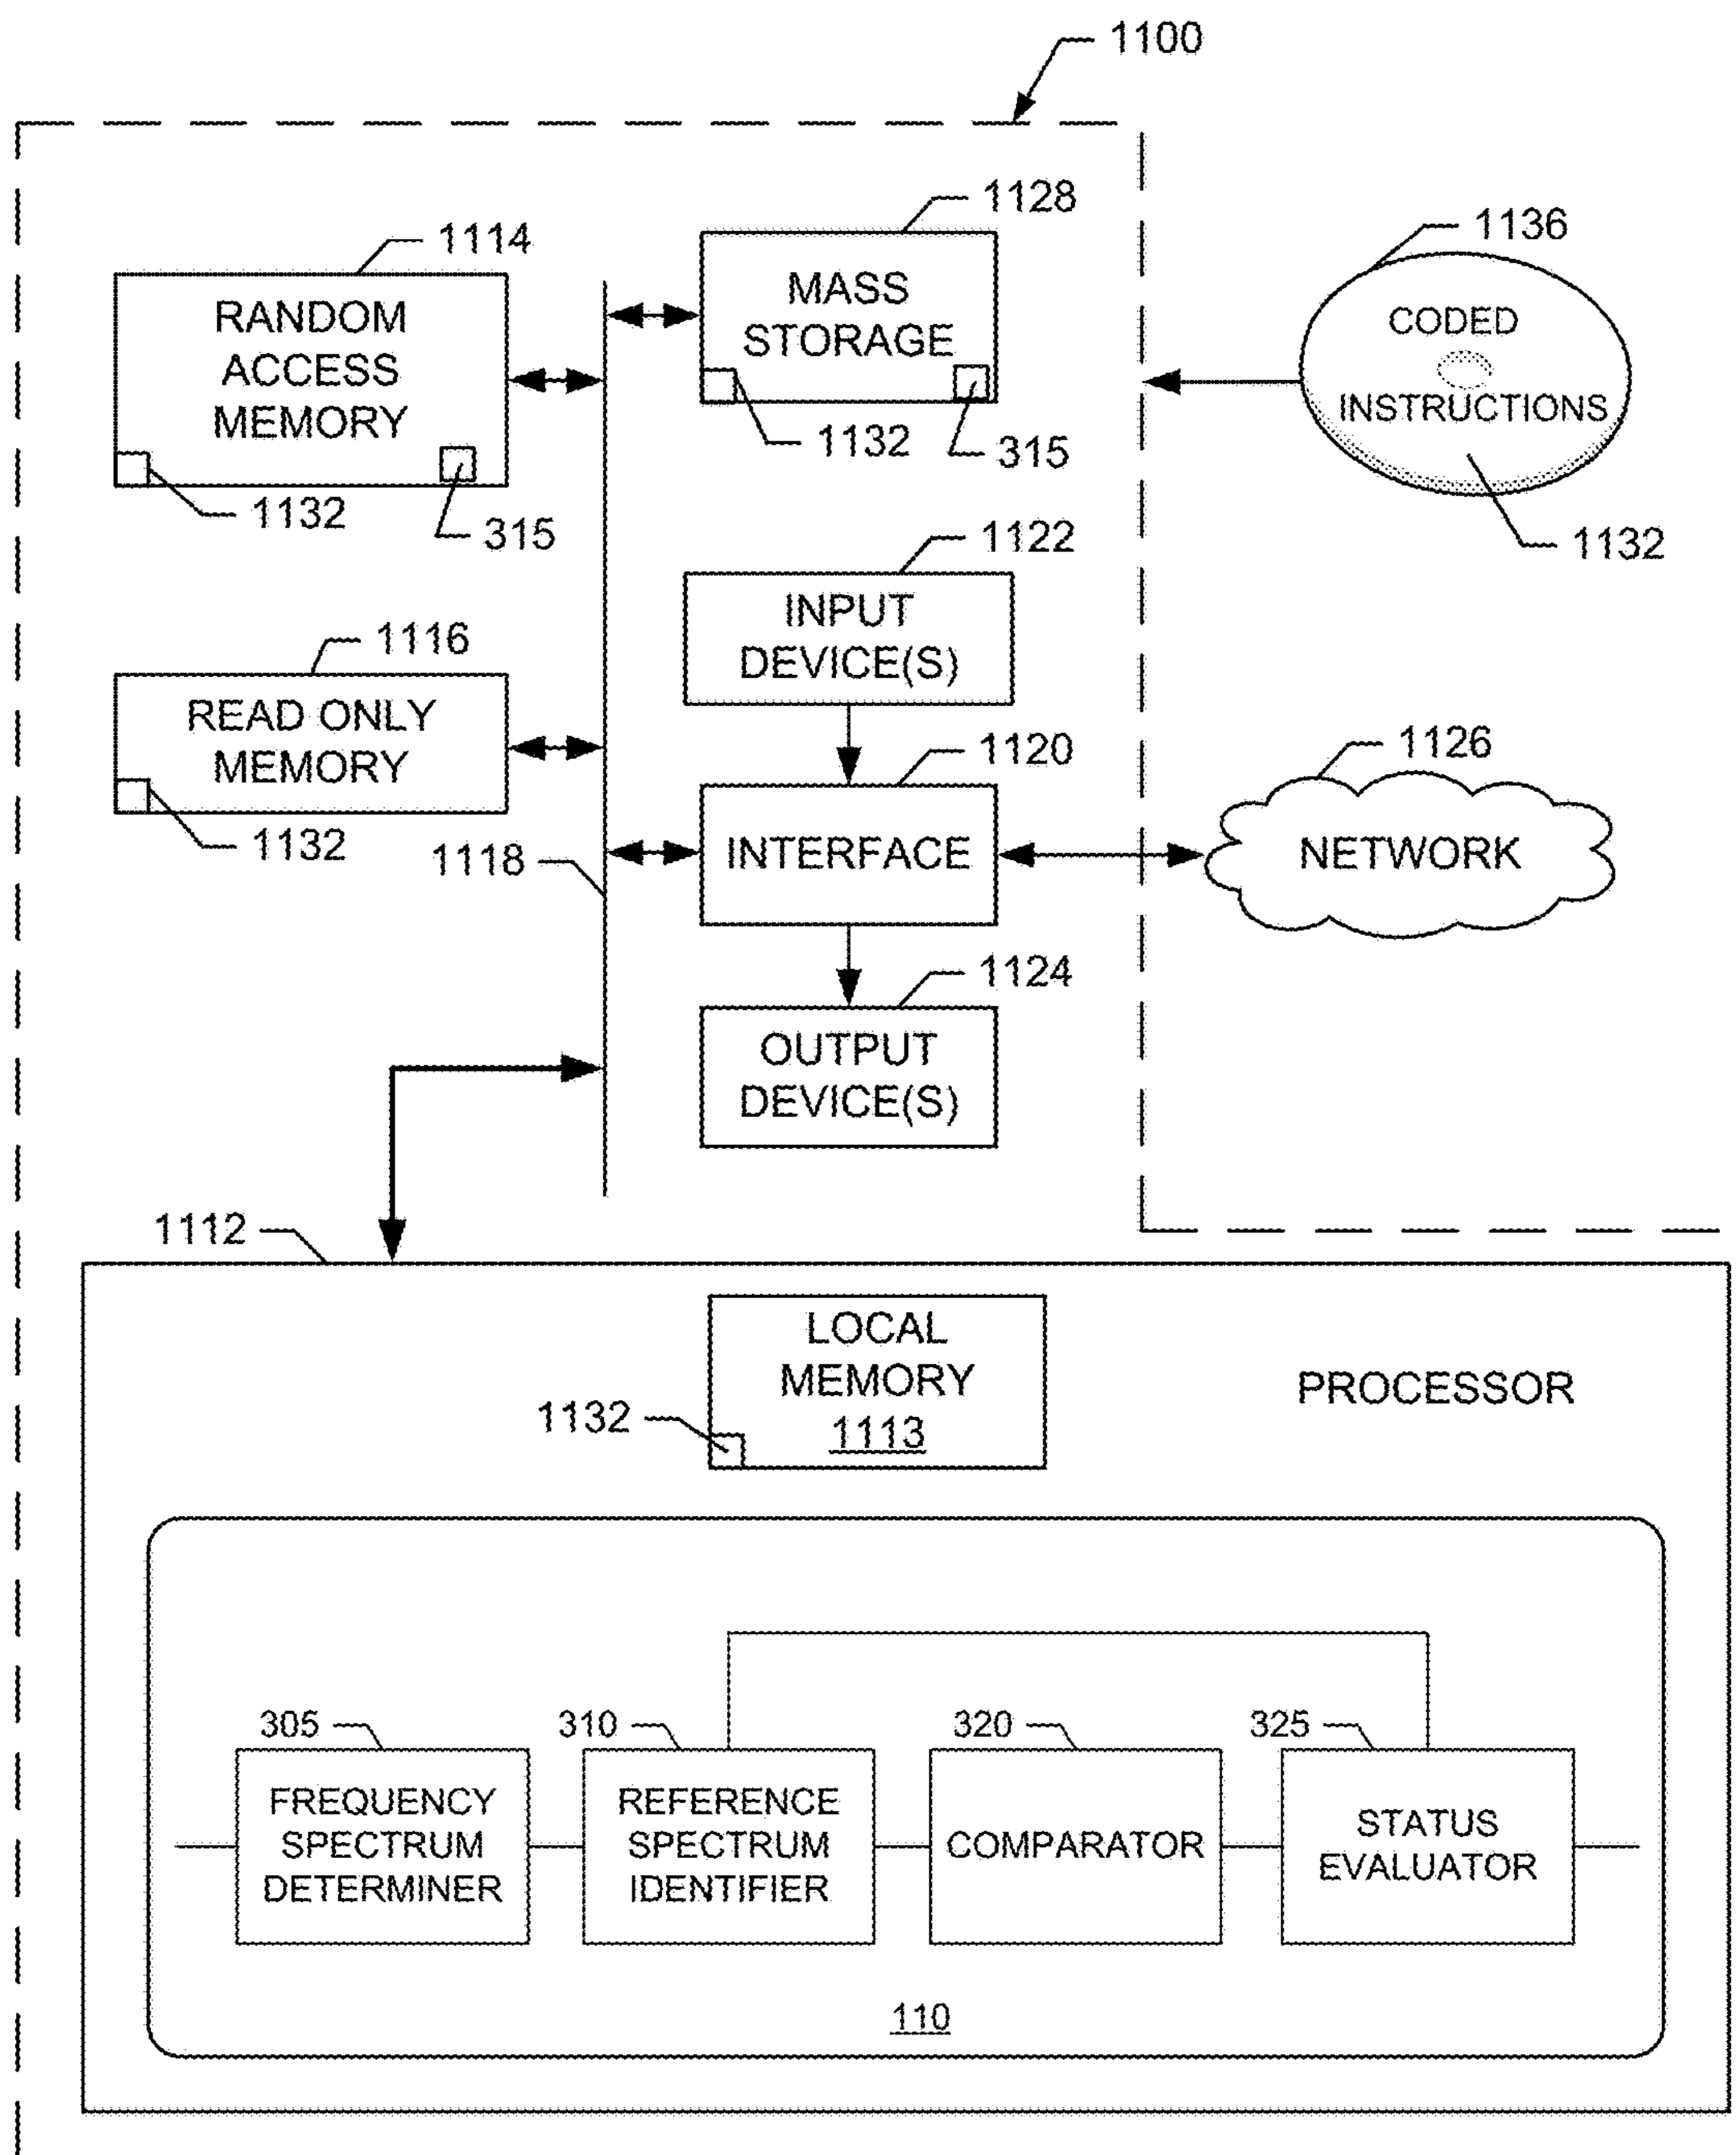 1100
1128
1114
1136
RANDOM
ACCESS
MEMORY
MASS
STORAGE
CODED
INSTRUCTIONS
1132
315
1132
315
1132
1122
INPUT
DEVICE(S)
1116
READ ONLY
MEMORY
1132
1120
1126
1118
INTERFACE
NETWORK
1124
OUTPUT
DEVICE(S)
1112
LOCAL
MEMORY
1113
1132
PROCESSOR
305
310
320
325
FREQUENCY
SPECTRUM
DETERMINER
REFERENCE
SPECTRUM
IDENTIFIER
COMPARATOR
STATUS
EVALUATOR
110